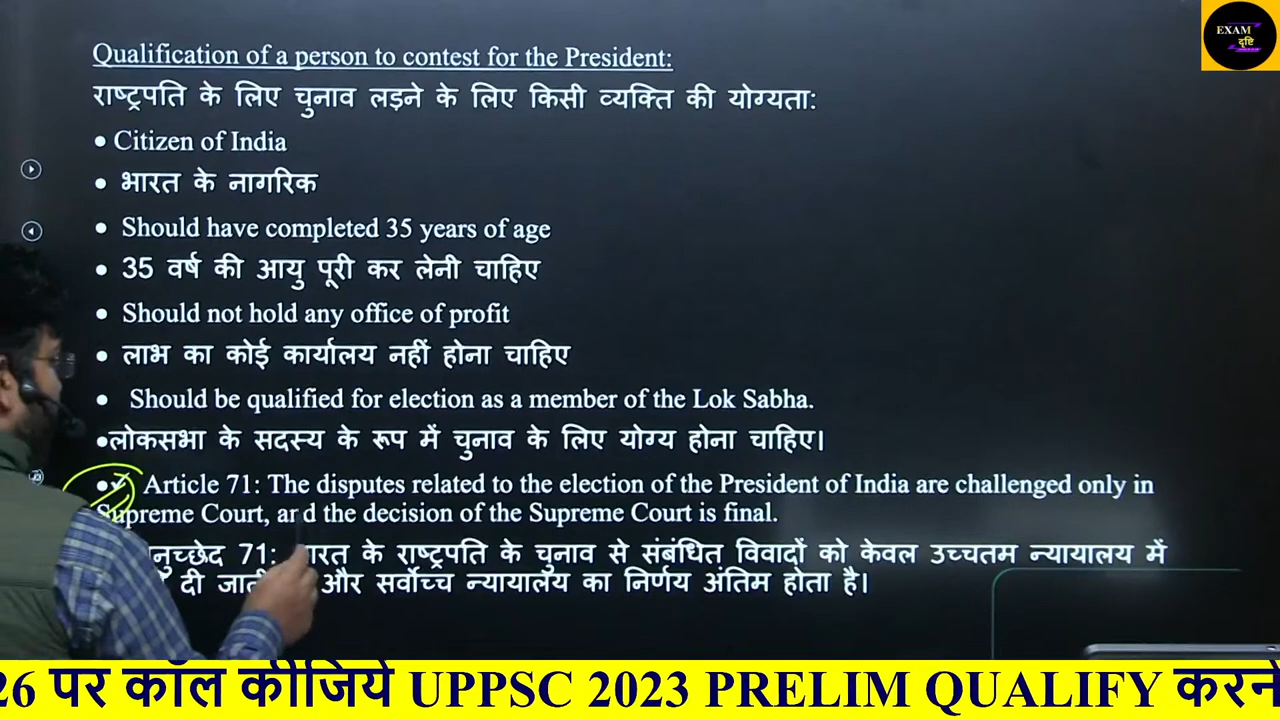 EXAM
दृष्टि
Qualification of a person to contest for the President:
राष्ट्रपति के लिए चुनाव लड़ने के लिए किसी व्यक्ति की योग्यता:
• Citizen of India
• भारत के नागरिक
• Should have completed 35 years of age
• 35 वर्ष की आयु पूरी कर लेनी चाहिए
• Should not hold any office of profit
• लाभ का कोई कार्यालय नहीं होना चाहिए
• Should be qualified for election as a member of the Lok Sabha.
•लोकसभा के सदस्य के रूप में चुनाव के लिए योग्य होना चाहिए।
• Article 71: The disputes related to the election of the President of India are challenged only in
Supreme Court, and the decision of the Supreme Court is final.
71: के राष्ट्रपति के चुनाव से संबंधित विवादों को केवल उच्चतम न्यायालय में
दी और सर्वोच्च न्यायालय का निर्णय अंतिम होता है।
26 पर कॉल कीजिये UPPSC 2023 PRELIM QUALIFY करने